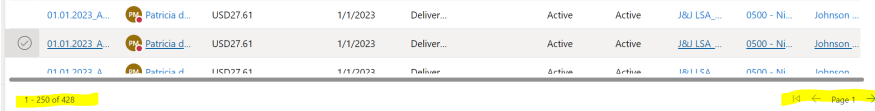 01.01.2023_A... PM Patricia d... USD27.61 1/1/2023 Deliver... Active Active J&J LSA_... 0500 - Ni... Johnson ...
01.01.2023_A... PM Patricia d... USD27.61 1/1/2023 Deliver... Active Active J&J LSA_... 0500 - Ni... Johnson ...
01.01.2023_A... PM Patricia d... USD27.61 1/1/2023 Deliver... Active Active J&J LSA_... 0500 - Ni... Johnson ...
1 - 250 of 428 Page 1